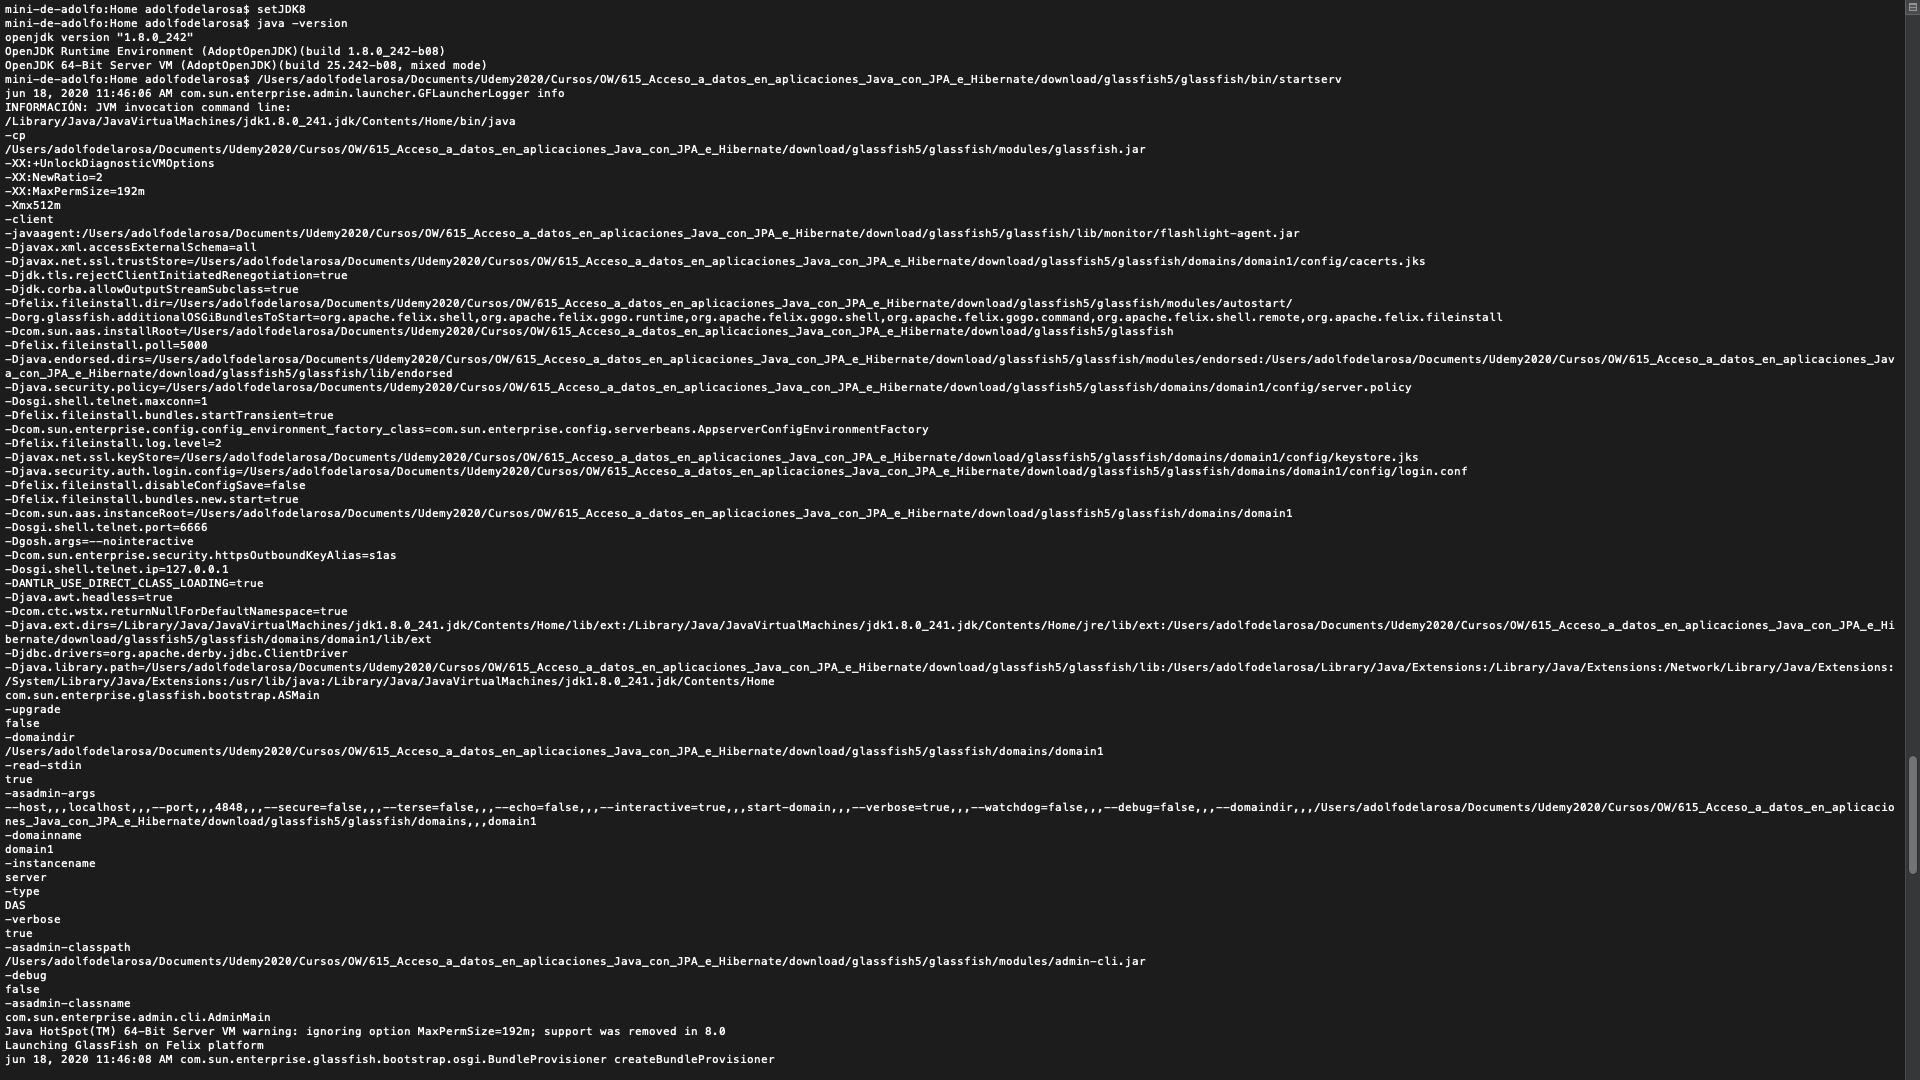 mini-de-adolfo:Home adolfodelarosa$ setJDK8
mini-de-adolfo:Home adolfodelarosa$ java -version
openjdk version "1.8.0_242"
OpenJDK Runtime Environment (AdoptOpenJDK)(build 1.8.0_242-b08)
OpenJDK 64-Bit Server VM (AdoptOpenJDK)(build 25.242-b08, mixed mode)
mini-de-adolfo:Home adolfodelarosa$ /Users/adolfodelarosa/Documents/Udemy2020/Cursos/OW/615_Acceso_a_datos_en_aplicaciones_Java_con_JPA_e_Hibernate/download/glassfish5/glassfish/bin/startserv
jun 18, 2020 11:46:06 AM com.sun.enterprise.admin.launcher.GFLauncherLogger info
INFORMACIÓN: JVM invocation command line:
/Library/Java/JavaVirtualMachines/jdk1.8.0_241.jdk/Contents/Home/bin/java
-cp
/Users/adolfodelarosa/Documents/Udemy2020/Cursos/OW/615_Acceso_a_datos_en_aplicaciones_Java_con_JPA_e_Hibernate/download/glassfish5/glassfish/modules/glassfish.jar
-XX:+UnlockDiagnosticVMOptions
-XX:NewRatio=2
-XX:MaxPermSize=192m
-Xmx512m
-client
-javaagent:/Users/adolfodelarosa/Documents/Udemy2020/Cursos/OW/615_Acceso_a_datos_en_aplicaciones_Java_con_JPA_e_Hibernate/download/glassfish5/glassfish/lib/monitor/flashlight-agent.jar
-Djavax.xml.accessExternalSchema=all
-Djavax.net.ssl.trustStore=/Users/adolfodelarosa/Documents/Udemy2020/Cursos/OW/615_Acceso_a_datos_en_aplicaciones_Java_con_JPA_e_Hibernate/download/glassfish5/glassfish/domains/domain1/config/cacerts.jks
-Djdk.tls.rejectClientInitiatedRenegotiation=true
-Djdk.corba.allowOutputStreamSubclass=true
-Dfelix.fileinstall.dir=/Users/adolfodelarosa/Documents/Udemy2020/Cursos/OW/615_Acceso_a_datos_en_aplicaciones_Java_con_JPA_e_Hibernate/download/glassfish5/glassfish/modules/autostart/
-Dorg.glassfish.additionalOSGiBundlesToStart=org.apache.felix.shell,org.apache.felix.gogo.runtime,org.apache.felix.gogo.shell,org.apache.felix.gogo.command,org.apache.felix.shell.remote,org.apache.felix.fileinstall
-Dcom.sun.aas.installRoot=/Users/adolfodelarosa/Documents/Udemy2020/Cursos/OW/615_Acceso_a_datos_en_aplicaciones_Java_con_JPA_e_Hibernate/download/glassfish5/glassfish
-Dfelix.fileinstall.poll=5000
-Djava.endorsed.dirs=/Users/adolfodelarosa/Documents/Udemy2020/Cursos/OW/615_Acceso_a_datos_en_aplicaciones_Java_con_JPA_e_Hibernate/download/glassfish5/glassfish/modules/endorsed:/Users/adolfodelarosa/Documents/Udemy2020/Cursos/OW/615_Acceso_a_datos_en_aplicaciones_Jav
a_con_JPA_e_Hibernate/download/glassfish5/glassfish/lib/endorsed
-Djava.security.policy=/Users/adolfodelarosa/Documents/Udemy2020/Cursos/OW/615_Acceso_a_datos_en_aplicaciones_Java_con_JPA_e_Hibernate/download/glassfish5/glassfish/domains/domain1/config/server.policy
-Dosgi.shell.telnet.maxconn=1
-Dfelix.fileinstall.bundles.startTransient=true
-Dcom.sun.enterprise.config.config_environment_factory_class=com.sun.enterprise.config.serverbeans.AppserverConfigEnvironmentFactory
-Dfelix.fileinstall.log.level=2
-Djavax.net.ssl.keyStore=/Users/adolfodelarosa/Documents/Udemy2020/Cursos/OW/615_Acceso_a_datos_en_aplicaciones_Java_con_JPA_e_Hibernate/download/glassfish5/glassfish/domains/domain1/config/keystore.jks
-Djava.security.auth.login.config=/Users/adolfodelarosa/Documents/Udemy2020/Cursos/OW/615_Acceso_a_datos_en_aplicaciones_Java_con_JPA_e_Hibernate/download/glassfish5/glassfish/domains/domain1/config/login.conf
-Dfelix.fileinstall.disableConfigSave=false
-Dfelix.fileinstall.bundles.new.start=true
-Dcom.sun.aas.instanceRoot=/Users/adolfodelarosa/Documents/Udemy2020/Cursos/OW/615_Acceso_a_datos_en_aplicaciones_Java_con_JPA_e_Hibernate/download/glassfish5/glassfish/domains/domain1
-Dosgi.shell.telnet.port=6666
-Dgosh.args=--nointeractive
-Dcom.sun.enterprise.security.httpsOutboundKeyAlias=s1as
-Dosgi.shell.telnet.ip=127.0.0.1
-DANTLR_USE_DIRECT_CLASS_LOADING=true
-Djava.awt.headless=true
-Dcom.ctc.wstx.returnNullForDefaultNamespace=true
-Djava.ext.dirs=/Library/Java/JavaVirtualMachines/jdk1.8.0_241.jdk/Contents/Home/lib/ext:/Library/Java/JavaVirtualMachines/jdk1.8.0_241.jdk/Contents/Home/jre/lib/ext:/Users/adolfodelarosa/Documents/Udemy2020/Cursos/OW/615_Acceso_a_datos_en_aplicaciones_Java_con_JPA_e_Hi
bernate/download/glassfish5/glassfish/domains/domain1/lib/ext
-Djdbc.drivers=org.apache.derby.jdbc.ClientDriver
-Djava.library.path=/Users/adolfodelarosa/Documents/Udemy2020/Cursos/OW/615_Acceso_a_datos_en_aplicaciones_Java_con_JPA_e_Hibernate/download/glassfish5/glassfish/lib:/Users/adolfodelarosa/Library/Java/Extensions:/Library/Java/Extensions:/Network/Library/Java/Extensions:
/System/Library/Java/Extensions:/usr/lib/java:/Library/Java/JavaVirtualMachines/jdk1.8.0_241.jdk/Contents/Home
com.sun.enterprise.glassfish.bootstrap.ASMain
-upgrade
false
-domaindir
/Users/adolfodelarosa/Documents/Udemy2020/Cursos/OW/615_Acceso_a_datos_en_aplicaciones_Java_con_JPA_e_Hibernate/download/glassfish5/glassfish/domains/domain1
-read-stdin
true
-asadmin-args
--host,,,localhost,,,--port,,,4848,,,--secure=false,,,--terse=false,,,--echo=false,,,--interactive=true,,,start-domain,,,--verbose=true,,,--watchdog=false,,,--debug=false,,,--domaindir,,,/Users/adolfodelarosa/Documents/Udemy2020/Cursos/OW/615_Acceso_a_datos_en_aplicacio
nes_Java_con_JPA_e_Hibernate/download/glassfish5/glassfish/domains,,,domain1
-domainname
domain1
-instancename
server
-type
DAS
-verbose
true
-asadmin-classpath
/Users/adolfodelarosa/Documents/Udemy2020/Cursos/OW/615_Acceso_a_datos_en_aplicaciones_Java_con_JPA_e_Hibernate/download/glassfish5/glassfish/modules/admin-cli.jar
-debug
false
-asadmin-classname
com.sun.enterprise.admin.cli.AdminMain
Java HotSpot(TM) 64-Bit Server VM warning: ignoring option MaxPermSize=192m; support was removed in 8.0
Launching GlassFish on Felix platform
jun 18, 2020 11:46:08 AM com.sun.enterprise.glassfish.bootstrap.osgi.BundleProvisioner createBundleProvisioner